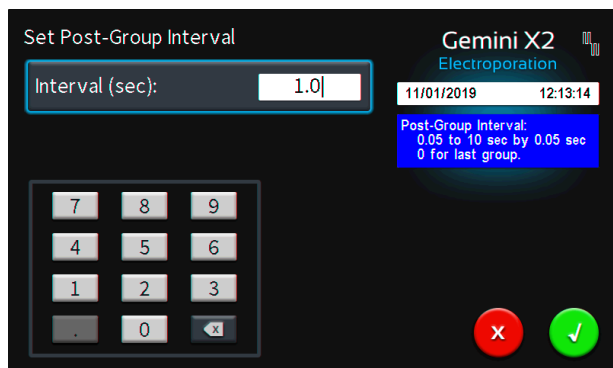 Set Post-Group Interval
Gemini X2
Electroporation
Interval (sec):
1.0
11/01/2019 12:13:14
Post-Group Interval:
0.05 to 10 sec by 0.05 sec
0 for last group.
7 8 9
4 5 6
1 2 3
. 0 x
x